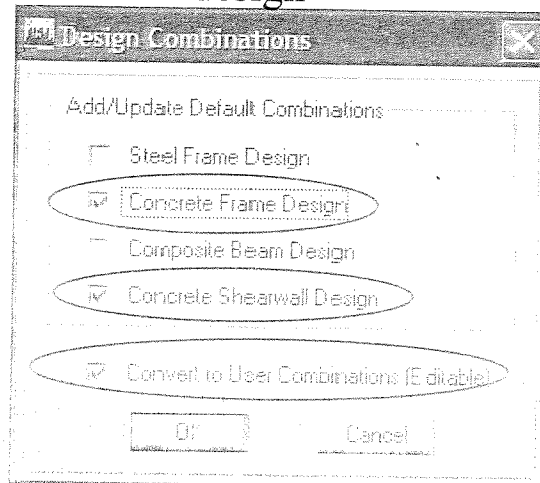 Design Combinations
Add/Update Default Combinations
Steel Frame Design
Concrete Frame Design
Composite Beam Design
Concrete Shearwall Design
Convert to User Combinations (Editable)
Cancel